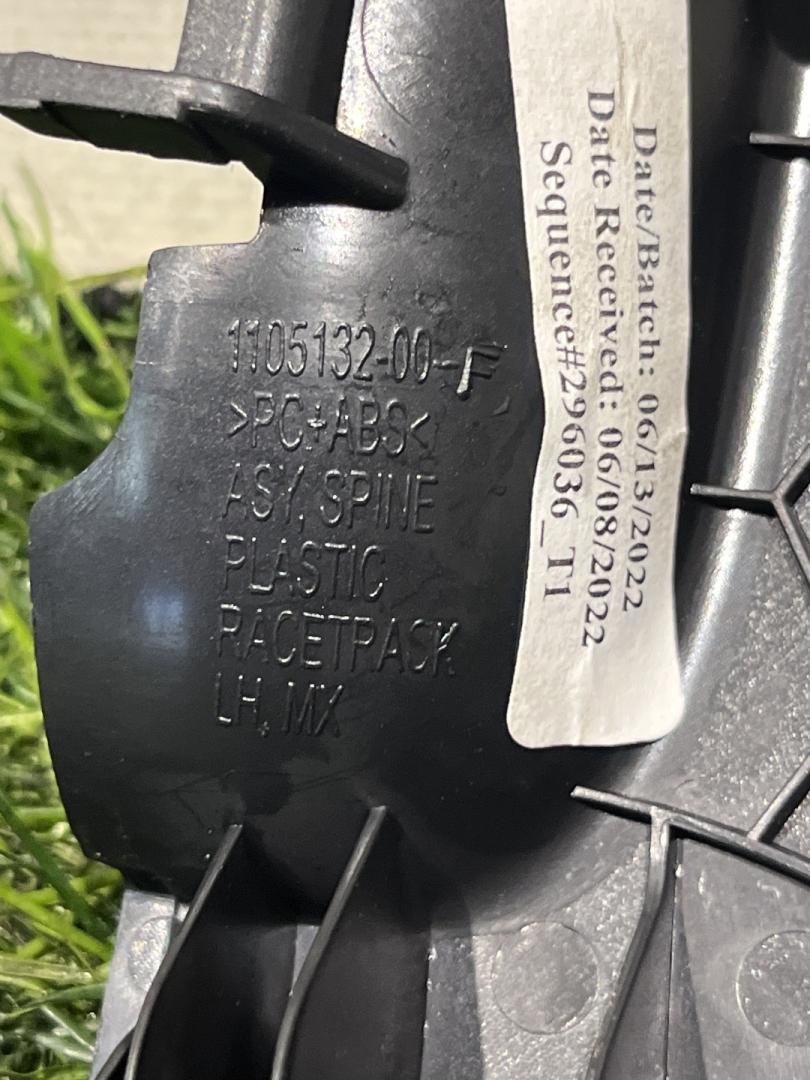 1105132-00-F
>PC+ABS<
ASY, SPINE
PLASTIC
RACETRACK
LH, MX
Date/Batch: 06/13/2022
Date Received: 06/08/2022
Sequence#296036_T1